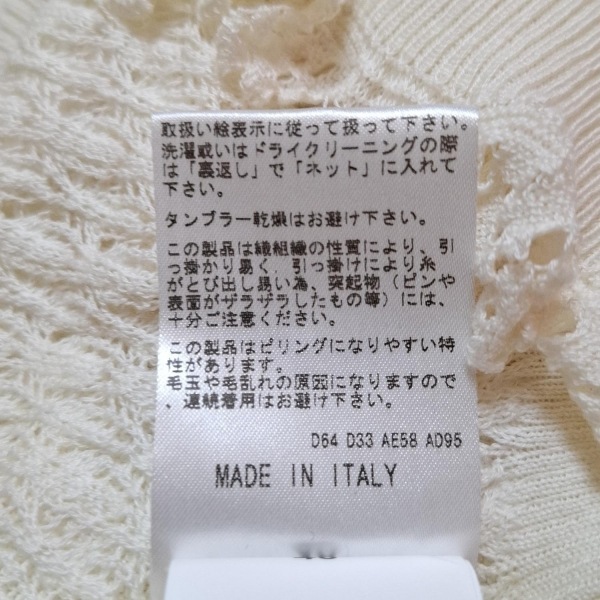 取扱い絵表示に従って扱って下さい。
洗濯或いはドライクリーニングの際
は「裏返し」で「ネット」に入れて
下さい。
タンブラー乾燥はお避け下さい。
この製品は繊組織の性質により、引
っ掛かり易く、引っ掛けにより糸
がとび出し易い為、突起物（ピンや
表面がザラザラしたもの等）には、
十分ご注意ください。
この製品はピリングになりやすい特
性があります。
毛玉や毛乱れの原因になりますので
、連続着用はお避け下さい。
D64 D33 AE58 AD95
MADE IN ITALY